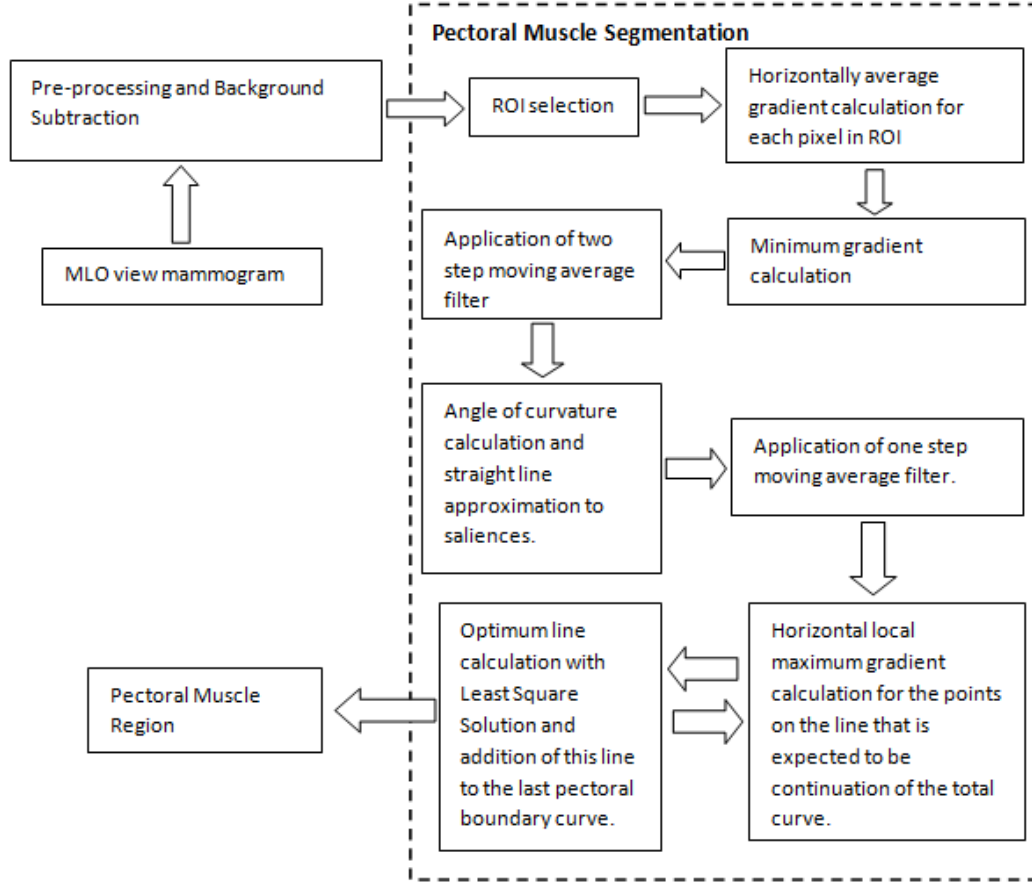 Pectoral Muscle Segmentation
Pre-processing and Background
Subtraction
ROI selection
Horizontally average
gradient calculation for
each pixel in ROI
MLO view mammogram
Application of two
step moving average
filter
Minimum gradient
calculation
Angle of curvature
calculation and
straight line
approximation to
saliences.
Application of one step
moving average filter.
Pectoral Muscle
Region
Optimum line
calculation with
Least Square
Solution and
addition of this line
to the last pectoral
boundary curve.
Horizontal local
maximum gradient
calculation for the points
on the line that is
expected to be
continuation of the total
curve.